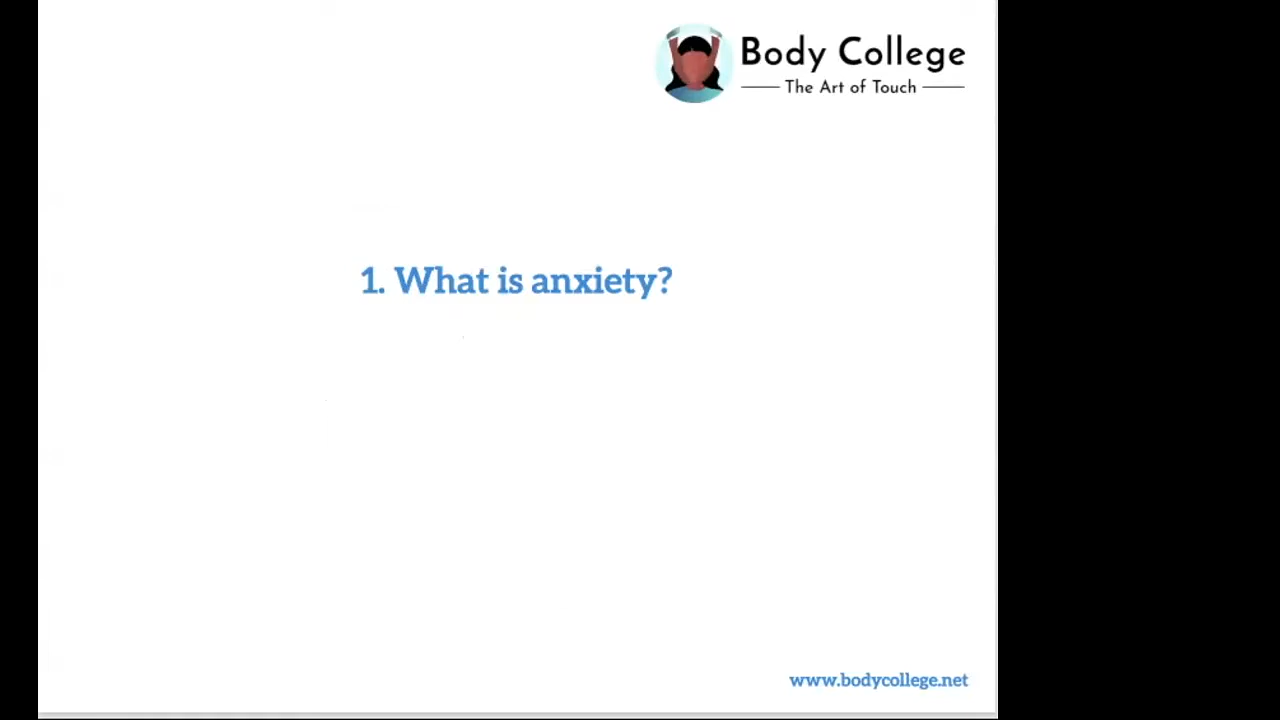 Body College
The Art of Touch
1. What is anxiety?
www.bodycollege.net